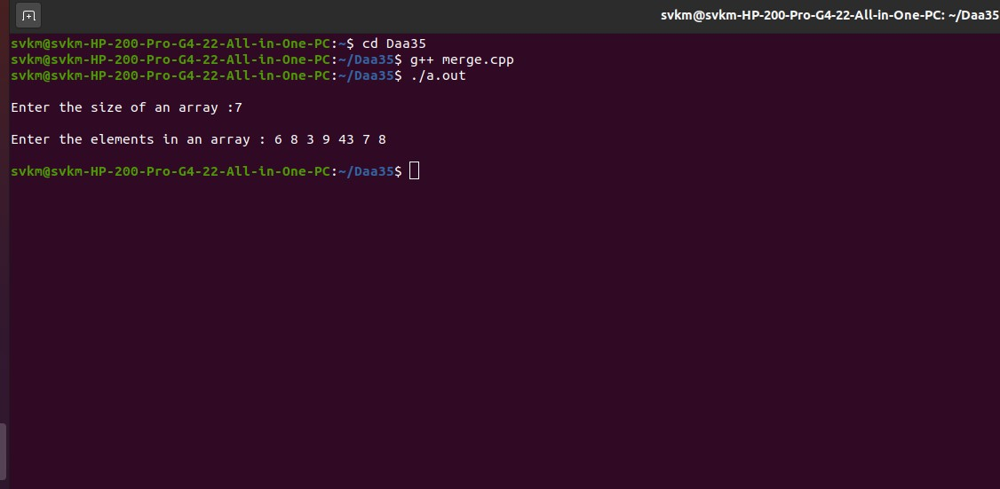 svkm@svkm-HP-200-Pro-G4-22-All-in-One-PC: ~/Daa35
svkm@svkm-HP-200-Pro-G4-22-All-in-One-PC:~$ cd Daa35
svkm@svkm-HP-200-Pro-G4-22-All-in-One-PC:~/Daa35$ g++ merge.cpp
svkm@svkm-HP-200-Pro-G4-22-All-in-One-PC:~/Daa35$ ./a.out
Enter the size of an array :7
Enter the elements in an array : 6 8 3 9 43 7 8
svkm@svkm-HP-200-Pro-G4-22-All-in-One-PC:~/Daa35$